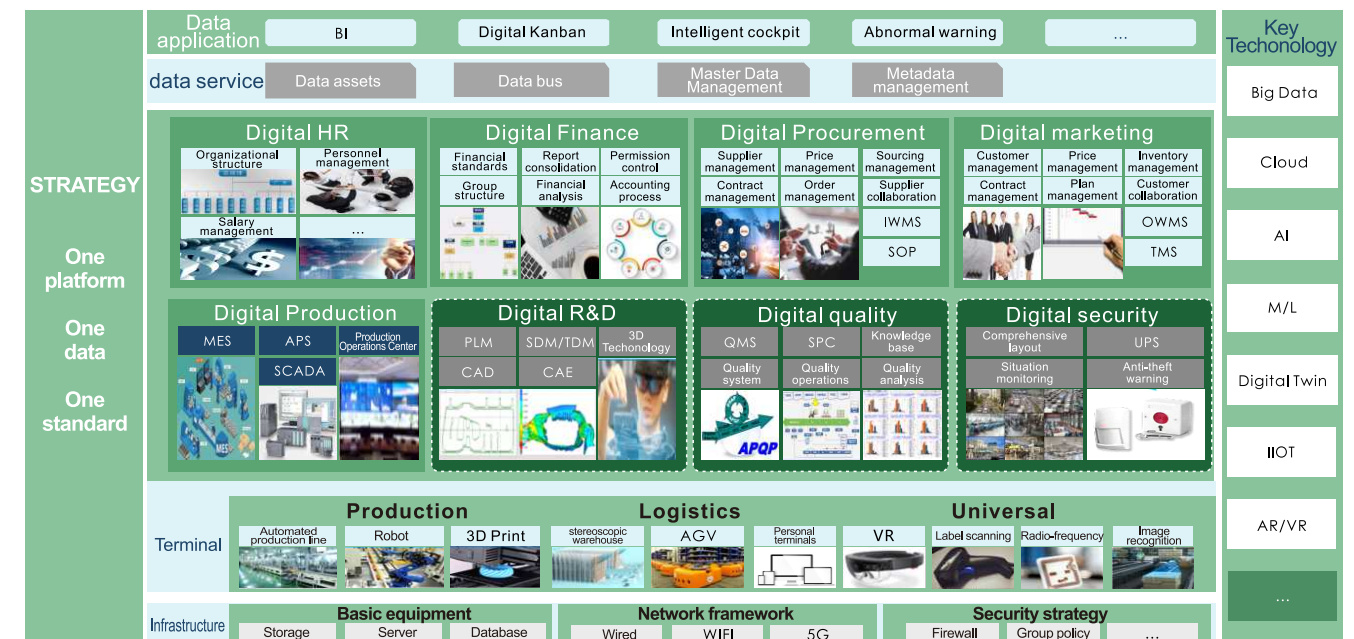 STRATEGY
One
platform
One
data
One
standard
Data
application
BI
Digital Kanban
Intelligent cockpit
Abnormal warning
...
data service
Data assets
Data bus
Master Data
Management
Metadata
management
Digital HR
Organizational
structure
Personnel
management
Salary
management
...
Digital Finance
Financial
standards
Report
consolidation
Permission
control
Group
structure
Financial
analysis
Accounting
process
Digital Procurement
Supplier
management
Price
management
Sourcing
management
Contract
management
Order
management
Supplier
collaboration
IWMS
SOP
Digital marketing
Customer
management
Price
management
Inventory
management
Contract
management
Plan
management
Customer
collaboration
OWMS
TMS
Digital Production
MES
APS
Production
Operations Center
SCADA
MES
Digital R&D
PLM
SDM/TDM
3D
Techonology
CAD
CAE
Digital quality
QMS
SPC
Knowledge
base
Quality
system
Quality
operations
Quality
analysis
APQP
Digital security
Comprehensive
layout
UPS
Situation
monitoring
Anti-theft
warning
Terminal
Production
Logistics
Universal
Automated
production line
Robot
3D Print
stereoscopic
warehouse
AGV
Personal
terminals
VR
Label scanning
Radio-frequency
Image
recognition
Infrastructure
Basic equipment
Storage
Server
Database
Network framework
Wired
WIFI
5G
Security strategy
Firewall
Group policy
...
Key
Techonology
Big Data
Cloud
AI
M/L
Digital Twin
IIOT
AR/VR
...